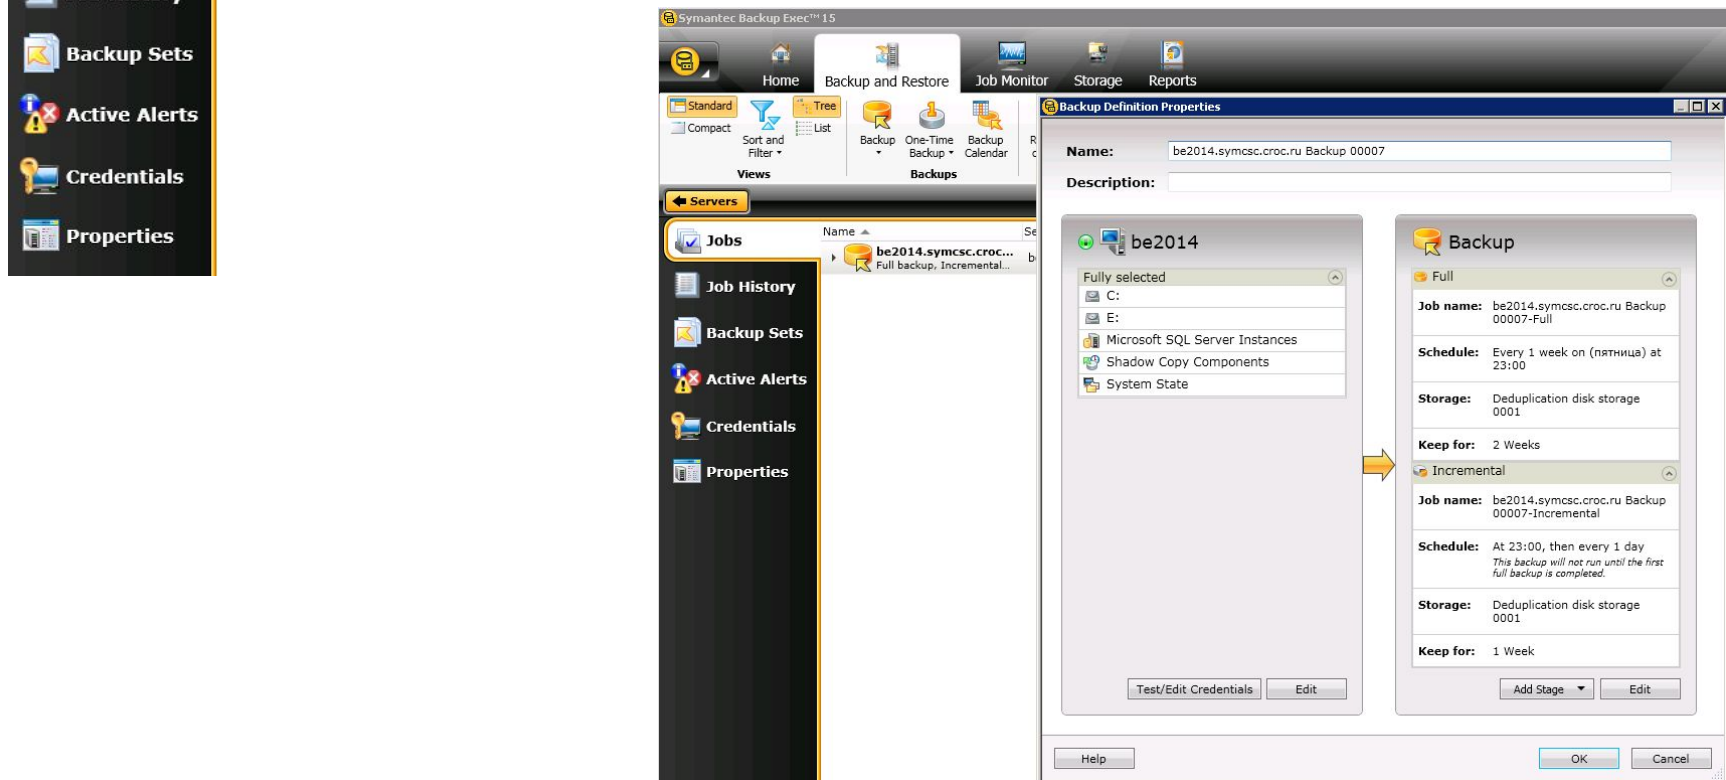 Backup Sets
Active Alerts
Credentials
Properties
Symantec Backup Exec™ 15
Home
Backup and Restore
Job Monitor
Storage
Reports
Standard
Compact
Sort and
Filter
Tree
List
Views
Backup
One-Time
Backup
Backup
Calendar
Backups
Servers
Jobs
Job History
Backup Sets
Active Alerts
Credentials
Properties
Name
Se
be2014.symcsc.croc...
Full backup, Incremental...
Backup Definition Properties
Name: be2014.symcsc.croc.ru Backup 00007
Description:
be2014
Fully selected
C:
E:
Microsoft SQL Server Instances
Shadow Copy Components
System State
Test/Edit Credentials
Edit
Backup
Full
Job name: be2014.symcsc.croc.ru Backup
00007-Full
Schedule: Every 1 week on (пятница) at
23:00
Storage: Deduplication disk storage
0001
Keep for: 2 Weeks
Incremental
Job name: be2014.symcsc.croc.ru Backup
00007-Incremental
Schedule: At 23:00, then every 1 day
This backup will not run until the first
full backup is completed.
Storage: Deduplication disk storage
0001
Keep for: 1 Week
Add Stage
Edit
Help
OK
Cancel